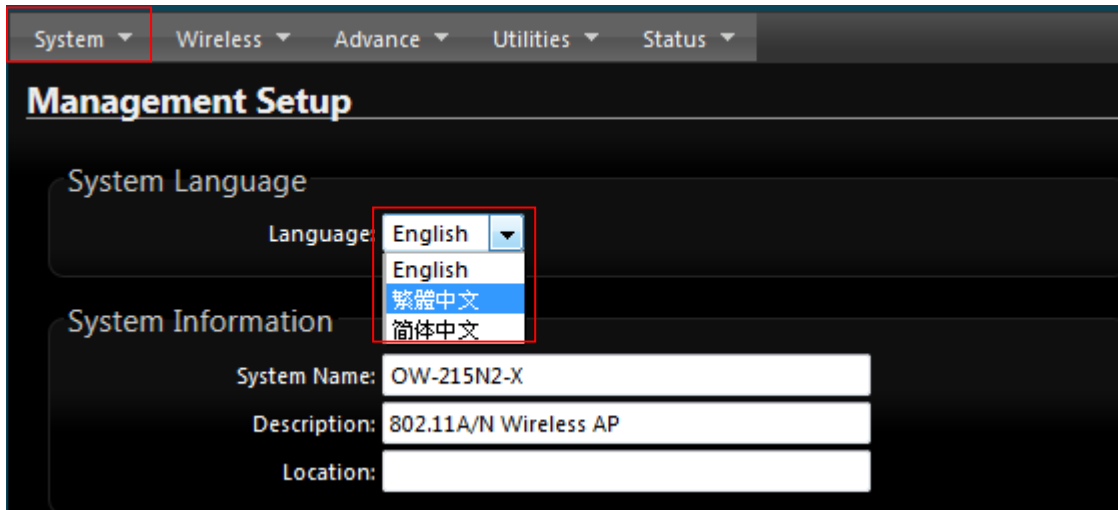 System Wireless Advance Utilities Status
Management Setup
System Language
Language: English
English
繁體中文
简体中文
System Information
System Name: OW-215N2-X
Description: 802.11A/N Wireless AP
Location: